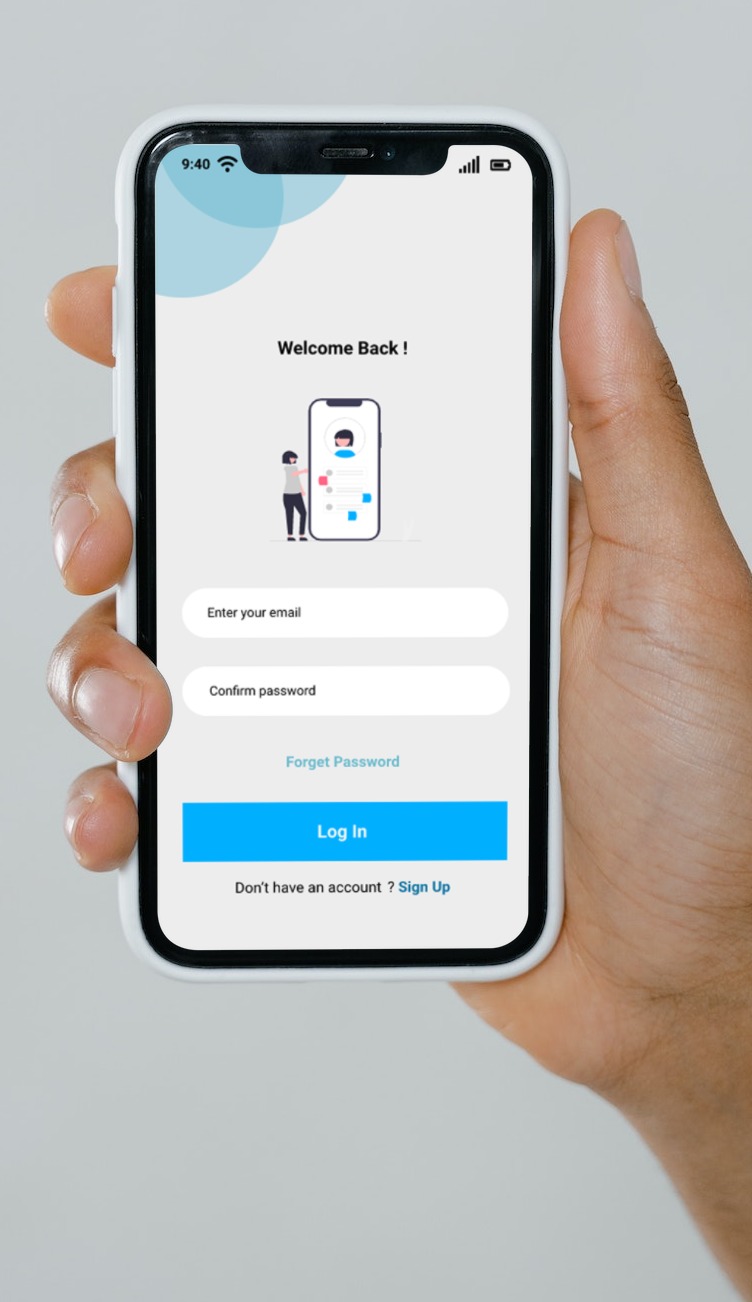 9:40
Welcome Back !
Enter your email
Confirm password
Forget Password
Log In
Don't have an account ? Sign Up